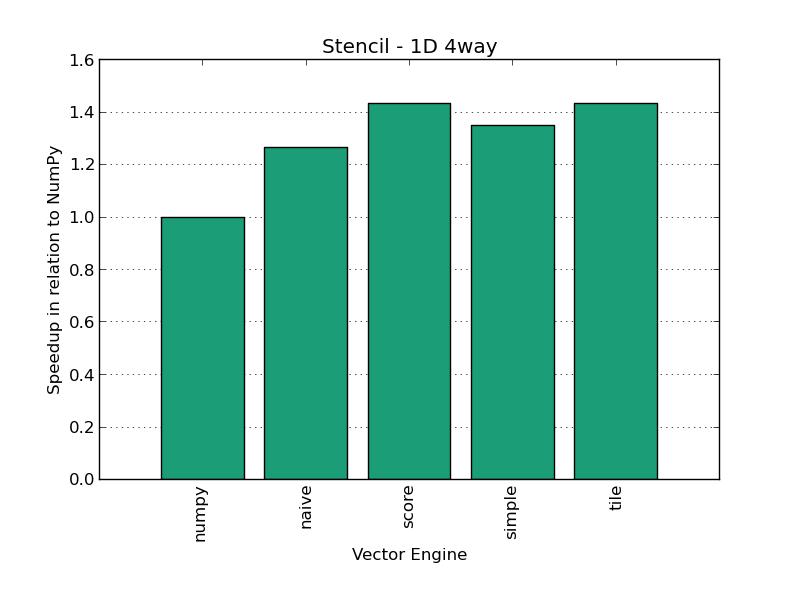 Stencil - 1D 4way
Speedup in relation to NumPy
1.6
1.4
1.2
1.0
0.8
0.6
0.4
0.2
0.0
numpy
naive
score
simple
tile
Vector Engine